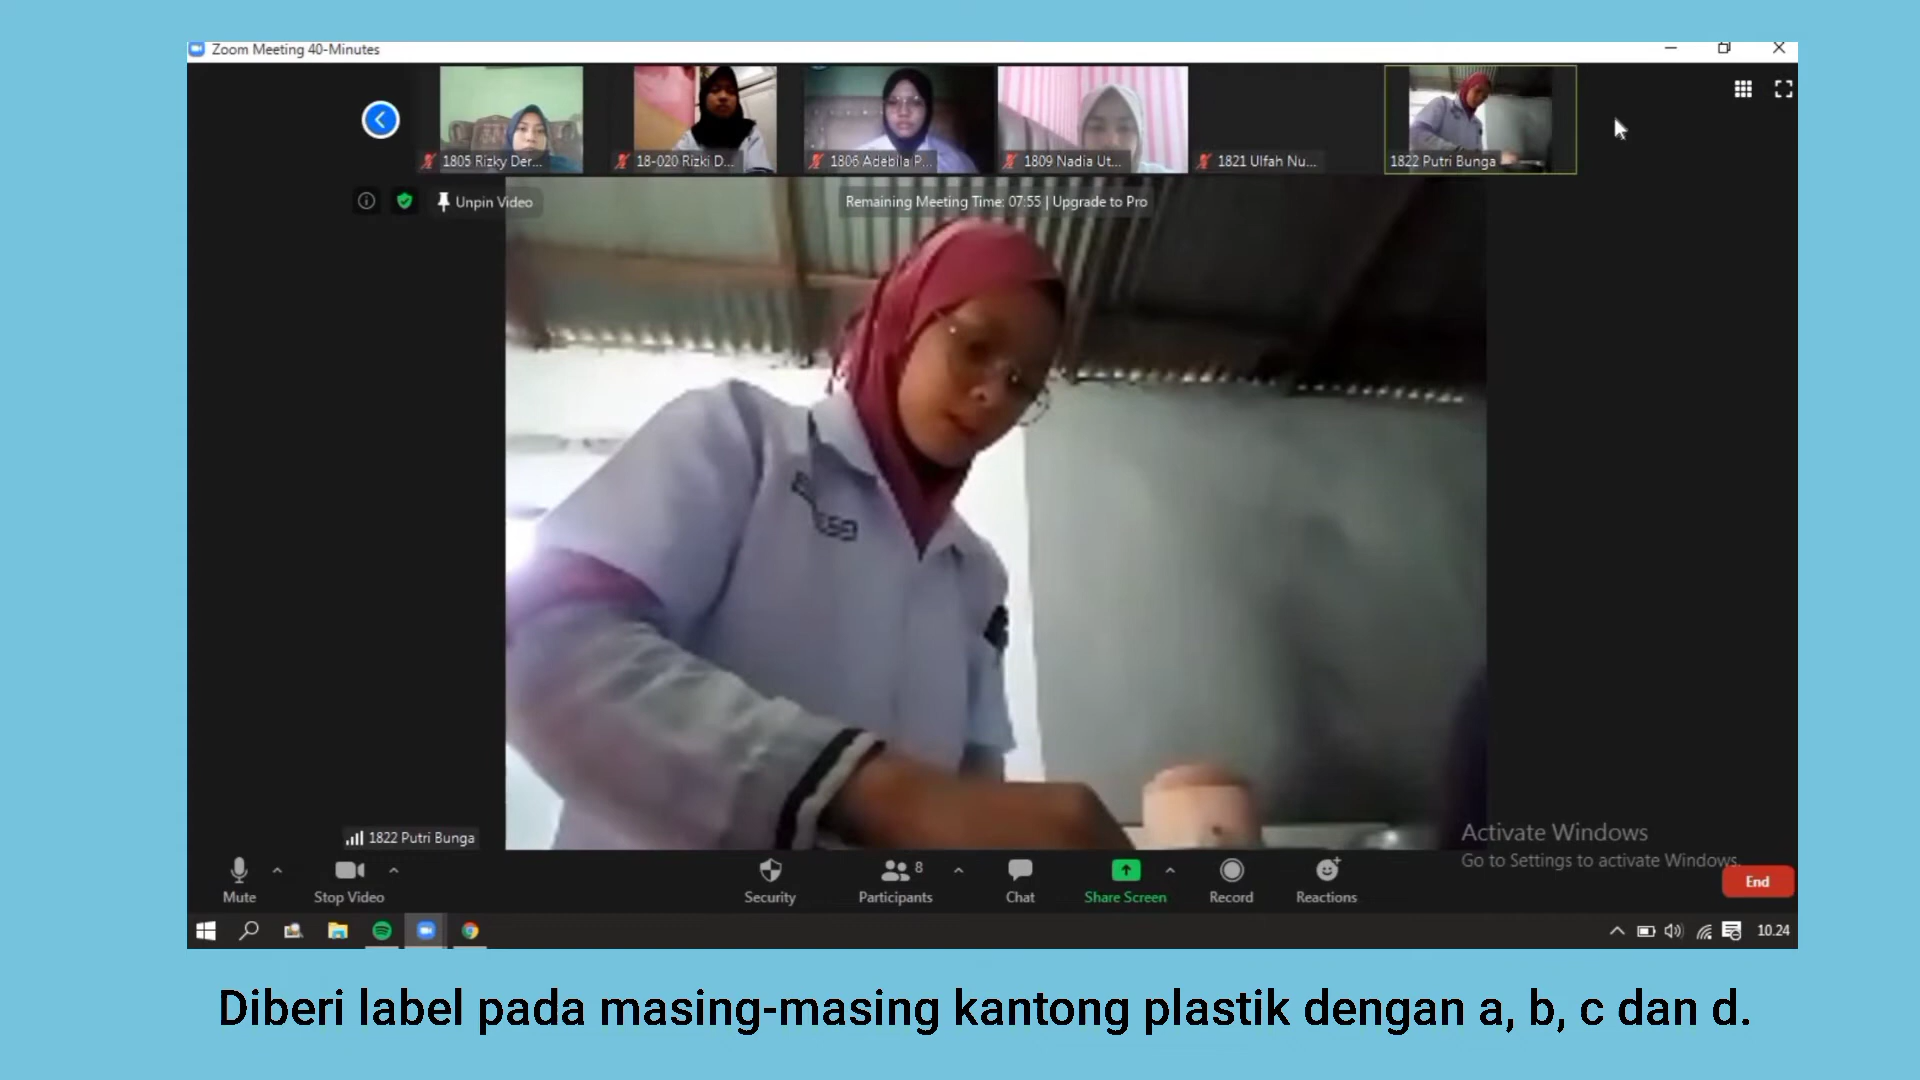 Zoom Meeting 40-Minutes
1805 Rizky Der...
18-020 Rizki D...
1806 Adebila P...
1809 Nadia Ut...
1821 Ulfah Nu...
1822 Putri Bunga
Unpin Video
Remaining Meeting Time: 07:55 | Upgrade to Pro
1822 Putri Bunga
Activate Windows
Go to Settings to activate Windows.
Mute
Stop Video
Security
Participants 8
Chat
Share Screen
Record
Reactions
End
10.24
Diberi label pada masing-masing kantong plastik dengan a, b, c dan d.